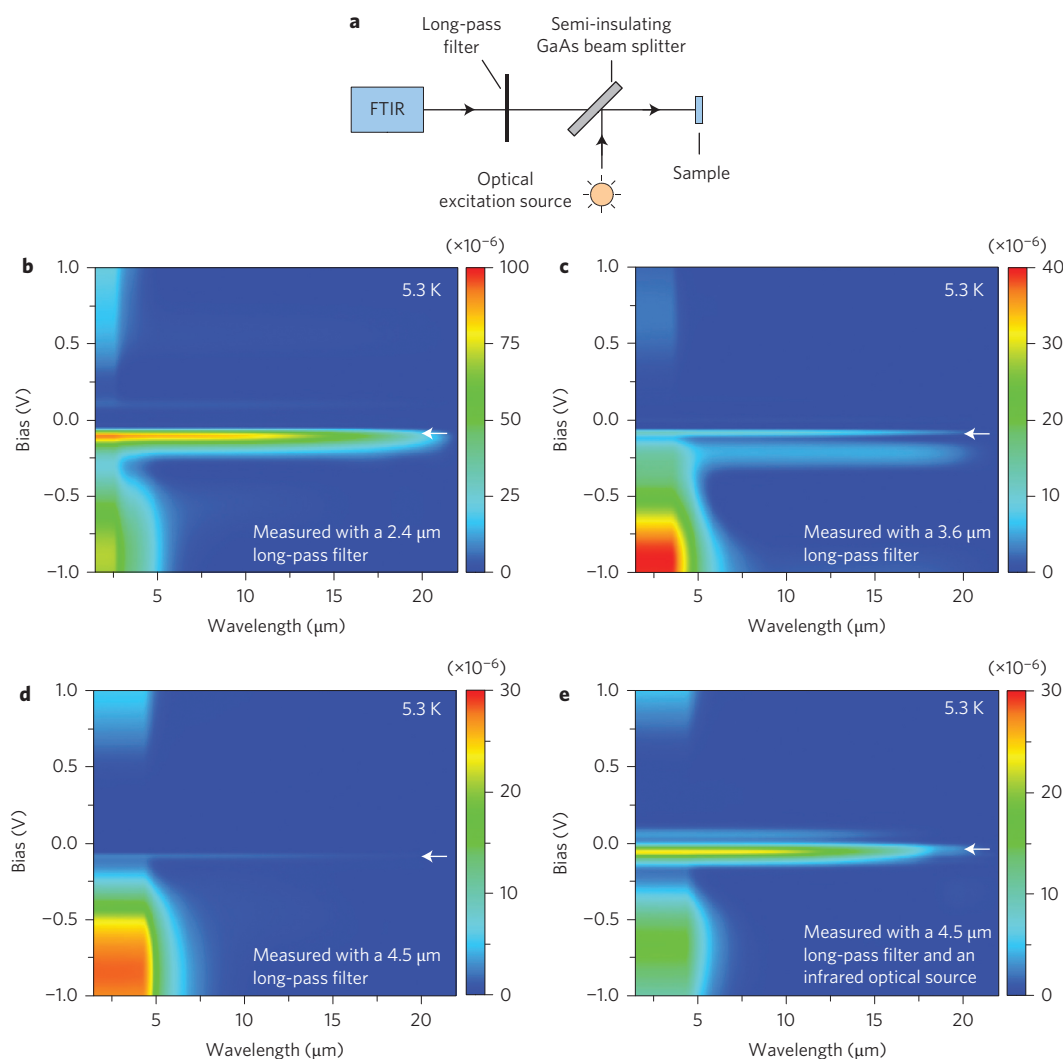 a
Long-pass
filter
Semi-insulating
GaAs beam splitter
FTIR
Optical
excitation source
Sample
b
(×10⁻⁶)
1.0
0.5
0.0
−0.5
−1.0
Bias (V)
5.3 K
Measured with a 2.4 μm
long-pass filter
5
10
15
20
Wavelength (μm)
100
75
50
25
0
c
(×10⁻⁶)
1.0
0.5
0.0
−0.5
−1.0
Bias (V)
5.3 K
Measured with a 3.6 μm
long-pass filter
5
10
15
20
Wavelength (μm)
40
30
20
10
0
d
(×10⁻⁶)
1.0
0.5
0.0
−0.5
−1.0
Bias (V)
5.3 K
Measured with a 4.5 μm
long-pass filter
5
10
15
20
Wavelength (μm)
30
20
10
0
e
(×10⁻⁶)
1.0
0.5
0.0
−0.5
−1.0
Bias (V)
5.3 K
Measured with a 4.5 μm
long-pass filter and an
infrared optical source
5
10
15
20
Wavelength (μm)
30
20
10
0